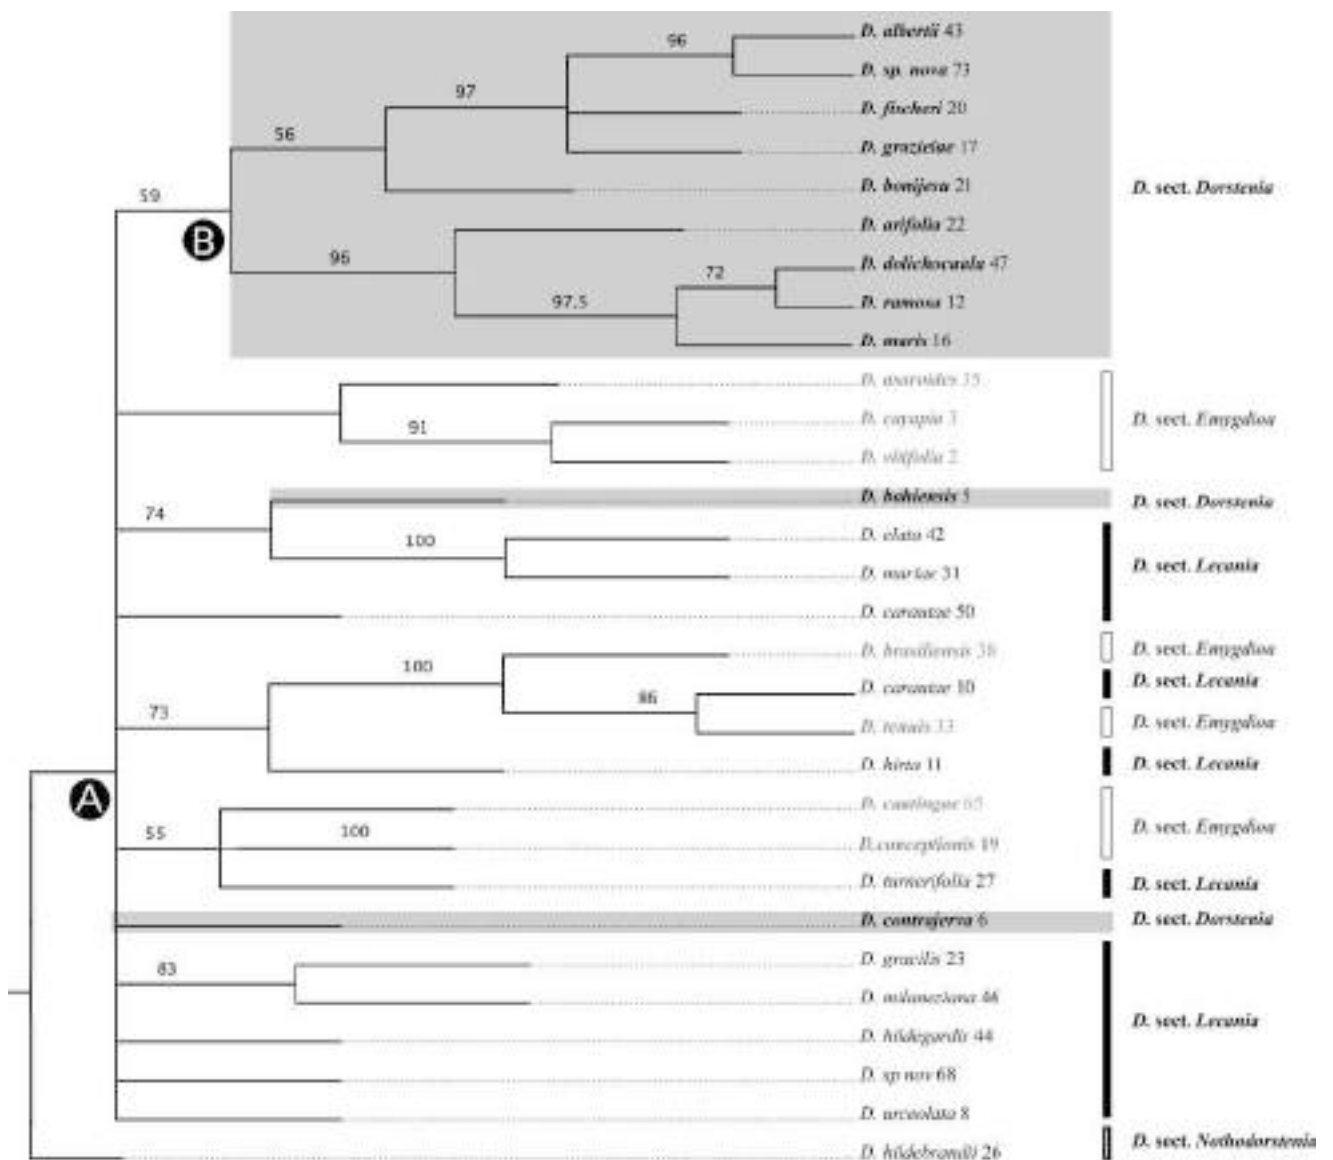 D. albertii 43
96
D. sp. nova 73
97
D. fischeri 20
56
D. grazielae 17
D. sect. Dorstenia
D. bonijesu 21
59
D. arifolia 22
B
96
D. dolichocaula 47
72
D. ramosa 12
97.5
D. maris 16
D. asaroides 35
D. cayapia 3
D. sect. Emygdioa
91
D. vitifolia 2
D. bahiensis 5
D. sect. Dorstenia
74
D. elata 42
100
D. sect. Lecania
D. mariae 31
D. carautae 50
D. brasiliensis 38
D. sect. Emygdioa
100
D. carautae 10
D. sect. Lecania
86
73
D. tenuis 33
D. sect. Emygdioa
D. hirta 11
D. sect. Lecania
A
D. caatingae 65
D. sect. Emygdioa
55
100
D. conceptionis 19
D. turnerifolia 27
D. sect. Lecania
D. contrajerva 6
D. sect. Dorstenia
D. gracilis 23
83
D. milaneziana 46
D. sect. Lecania
D. hildegardis 44
D. sp nov 68
D. urceolata 8
D. sect. Nothodorstenia
D. hildebrandii 26